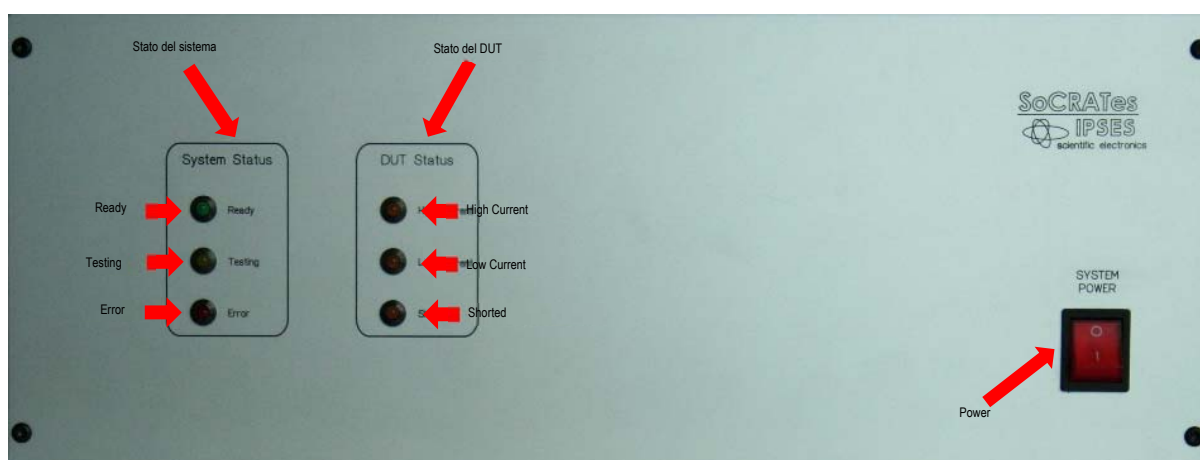 Stato del sistema
Stato del DUT
SoCRATes
IPSES
scientific electronics
System Status
DUT Status
Ready
Ready
High Current
Testing
Testing
Low Current
Error
Error
Shorted
SYSTEM
POWER
O
I
Power